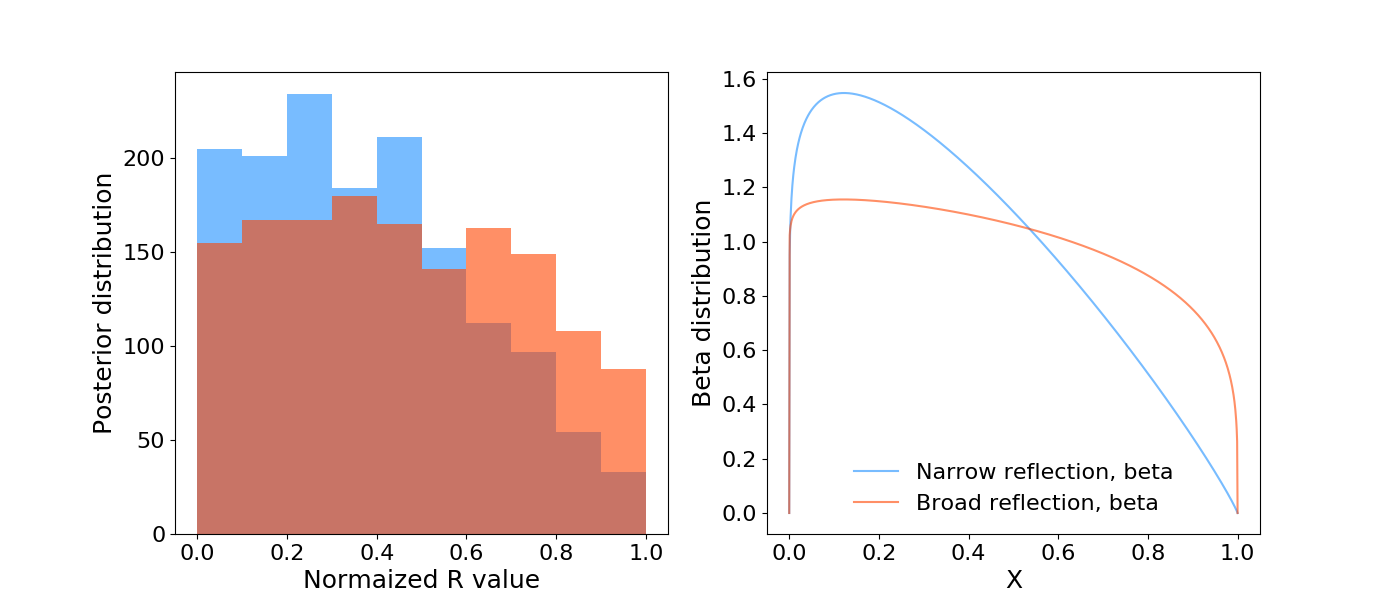 Posterior distribution
200
150
100
50
0
0.0 0.2 0.4 0.6 0.8 1.0
Normaized R value
Beta distribution
1.6
1.4
1.2
1.0
0.8
0.6
0.4
0.2
0.0
Narrow reflection, beta
Broad reflection, beta
0.0 0.2 0.4 0.6 0.8 1.0
X